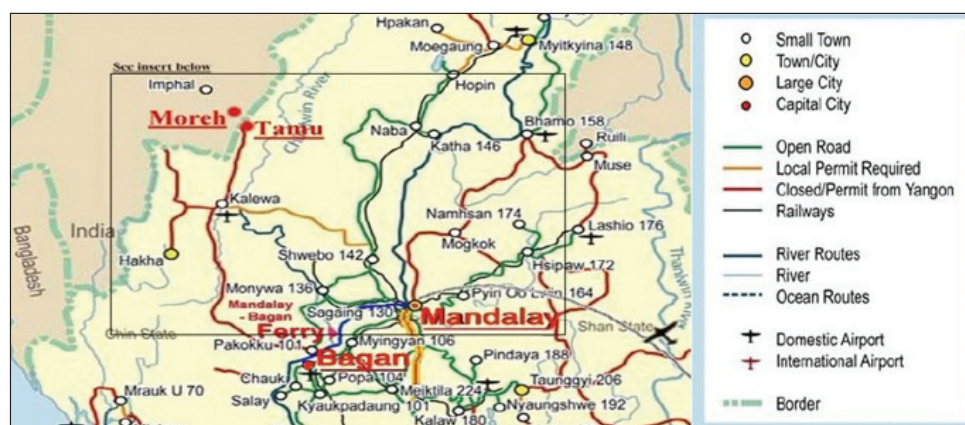 Hpakan
Moegaung
Myitkyina 148
See insert below
Imphal
Hopin
Moreh
Tamu
Naba
Katha 146
Bhamo 158
Ruili
Muse
Kalewa
Namhsan 174
Lashio 176
India
Bangladesh
Hakha
Mogkok
Shwebo 142
Hsipaw 172
Monywa 136
Mandalay
- Bagan
Ferry
Sagaing 130
Mandalay
Pyin Oo Lwin 164
Chin State
Shan State
Pakokku 101
Myingyan 106
Bagan
Pindaya 188
Chauk
Popa 104
Taunggyi 206
Mrauk U 70
Salay
Meiktila 224
Kyaukpadaung 101
Nyaungshwe 192
Kalaw 180
Small Town
Town/City
Large City
Capital City
Open Road
Local Permit Required
Closed/Permit from Yangon
Railways
River Routes
River
Ocean Routes
Domestic Airport
International Airport
Border